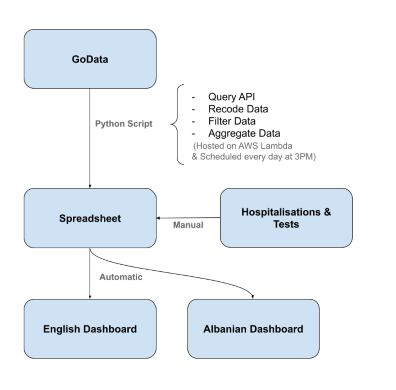 GoData
Python Script
- Query API
- Recode Data
- Filter Data
- Aggregate Data
(Hosted on AWS Lambda
& Scheduled every day at 3PM)
Spreadsheet
Manual
Hospitalisations &
Tests
Automatic
English Dashboard
Albanian Dashboard